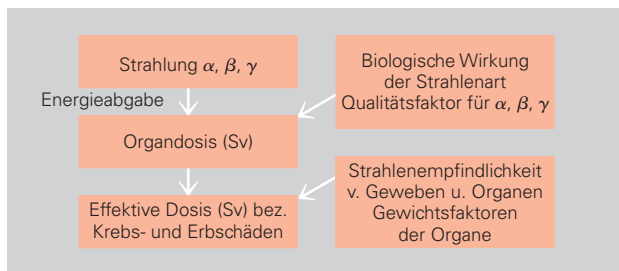 Strahlung α, β, γ
Energieabgabe
Biologische Wirkung
der Strahlenart
Qualitätsfaktor für α, β, γ
Organdosis (Sv)
Strahlenempfindlichkeit
v. Geweben u. Organen
Gewichtsfaktoren
der Organe
Effektive Dosis (Sv) bez.
Krebs- und Erbschäden